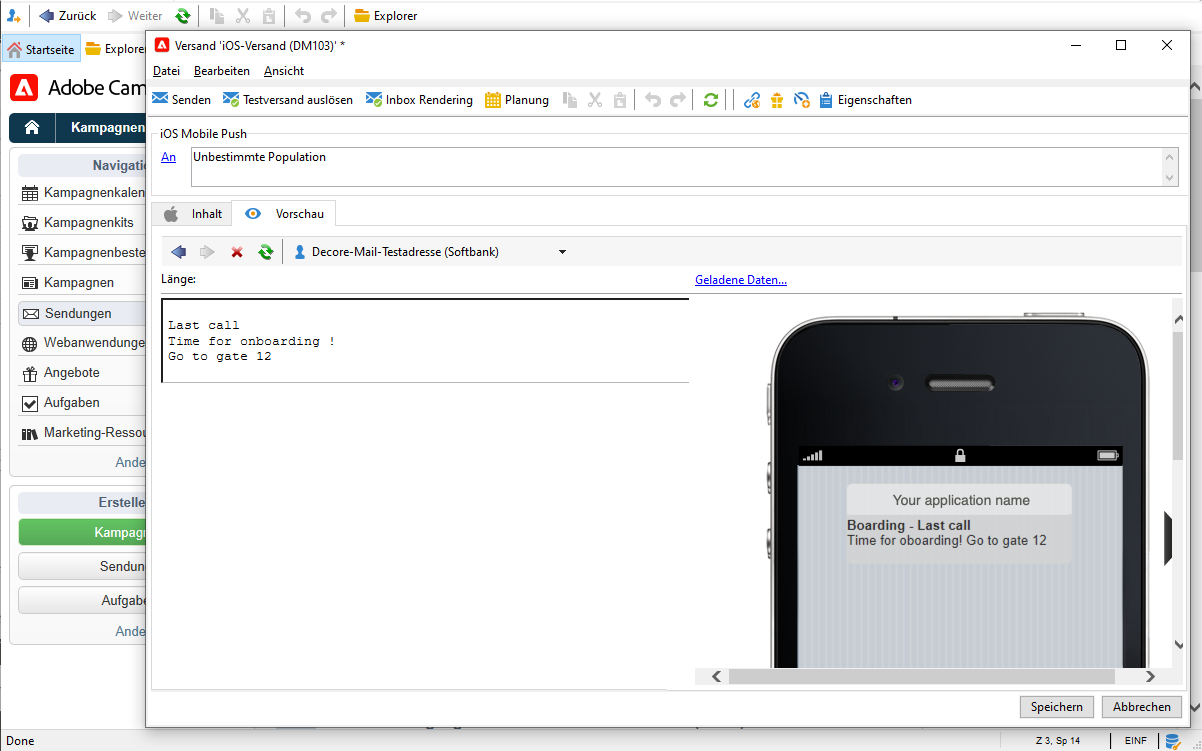 Zurück Weiter Explorer
Startseite Explorer
Versand 'iOS-Versand (DM103)' *
Datei Bearbeiten Ansicht
Adobe Cam
Senden Testversand auslösen Inbox Rendering Planung Eigenschaften
Kampagnen
iOS Mobile Push
An Unbestimmte Population
Navigatio
Kampagnenkalen
Kampagnenkits
Kampagnenbeste
Kampagnen
Sendungen
Webanwendunge
Angebote
Aufgaben
Marketing-Ressou
Ande
Erstelle
Kampagn
Sendun
Aufgabe
Ande
Inhalt Vorschau
Decore-Mail-Testadresse (Softbank)
Länge: Geladene Daten...
Last call
Time for onboarding !
Go to gate 12
Your application name
Boarding - Last call
Time for oboarding! Go to gate 12
Speichern Abbrechen
Done Z 3, Sp 14 EINF